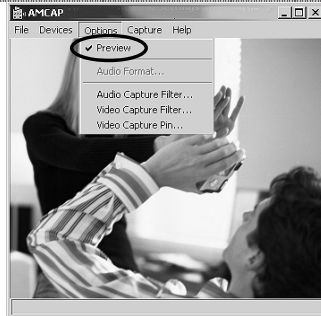 AMCAP
File Devices Options Capture Help
Preview
Audio Format...
Audio Capture Filter...
Video Capture Filter...
Video Capture Pin...